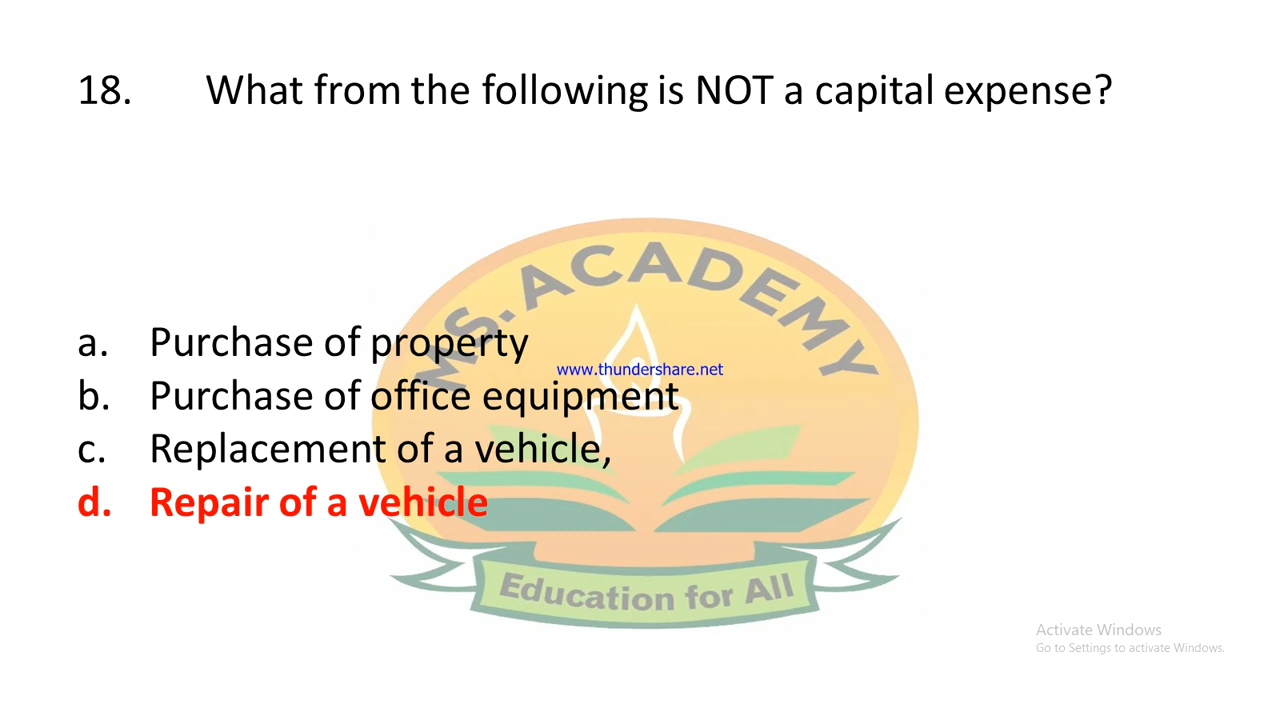 18. What from the following is NOT a capital expense?
MS. ACADEMY
a. Purchase of property
www.thundershare.net
b. Purchase of office equipment
c. Replacement of a vehicle,
d. Repair of a vehicle
Education for All
Activate Windows
Go to Settings to activate Windows.